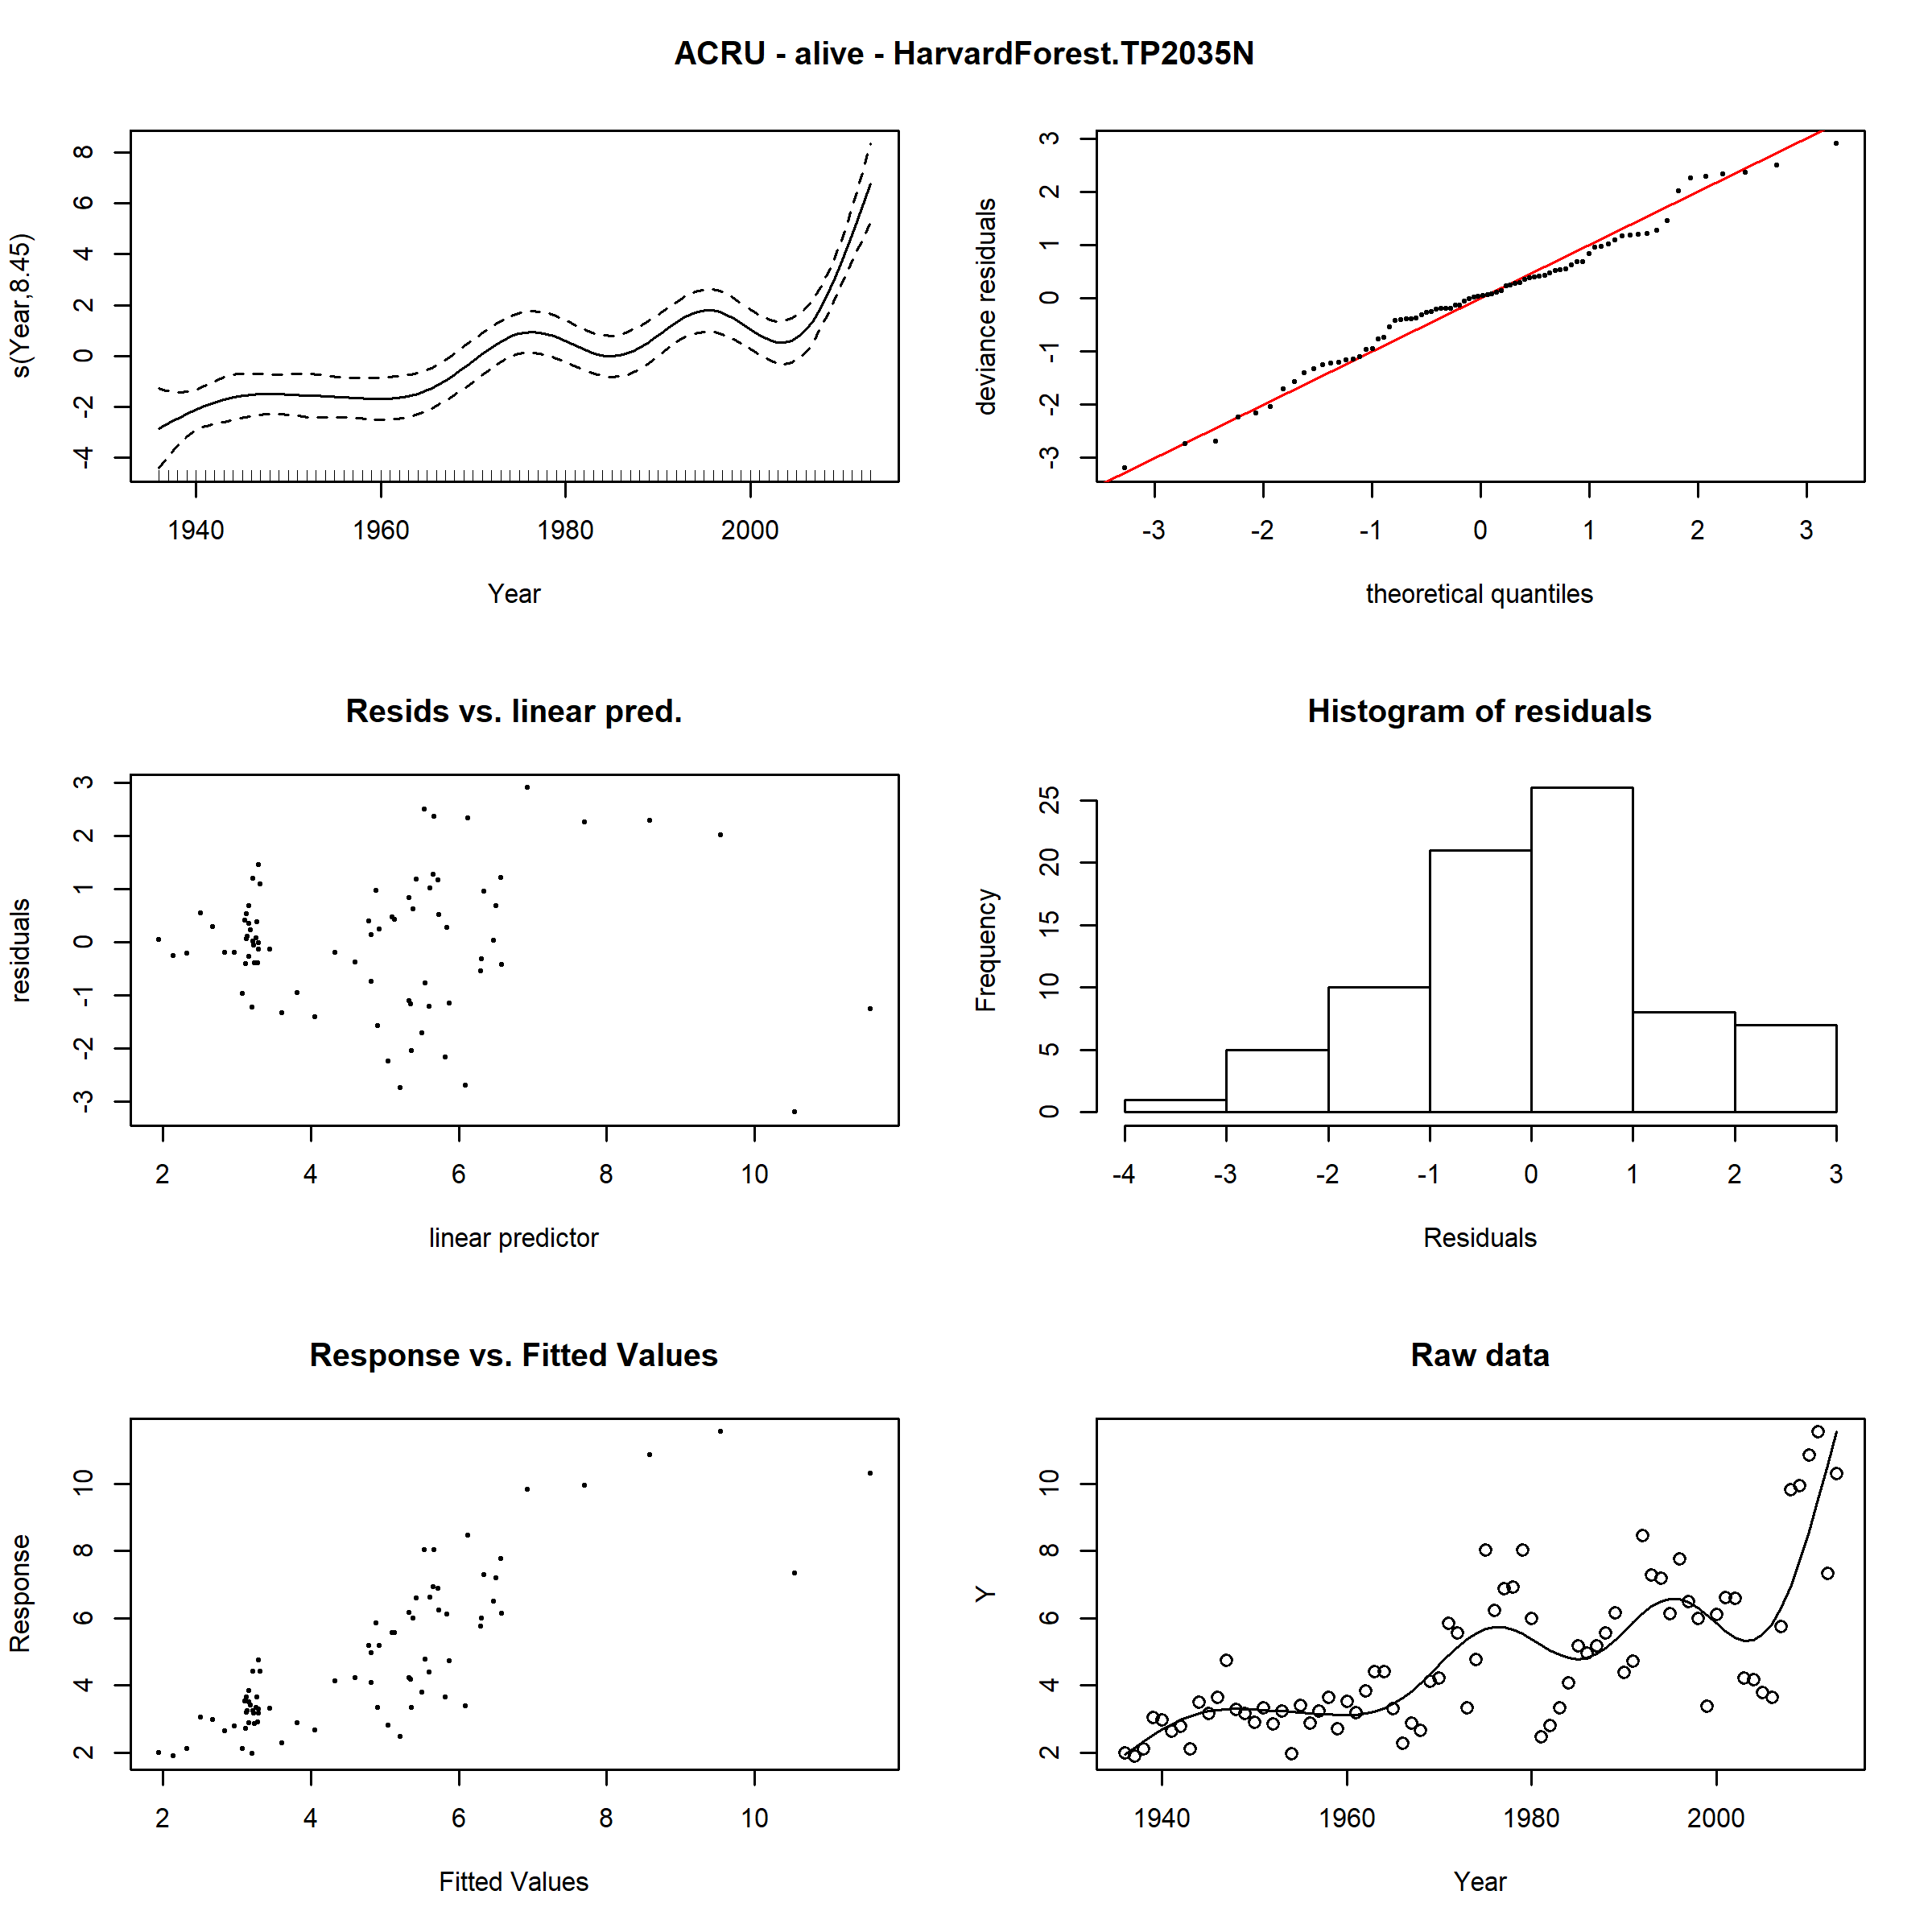 ACRU - alive - HarvardForest.TP2035N
s(Year,8.45)
8
6
4
2
0
-2
-4
1940 1960 1980 2000
Year
deviance residuals
3
2
1
0
-1
-2
-3
-3 -2 -1 0 1 2 3
theoretical quantiles
Resids vs. linear pred.
residuals
3
2
1
0
-1
-2
-3
2 4 6 8 10
linear predictor
Histogram of residuals
Frequency
25
20
15
10
5
0
-4 -3 -2 -1 0 1 2 3
Residuals
Response vs. Fitted Values
Response
10
8
6
4
2
2 4 6 8 10
Fitted Values
Raw data
Y
10
8
6
4
2
1940 1960 1980 2000
Year